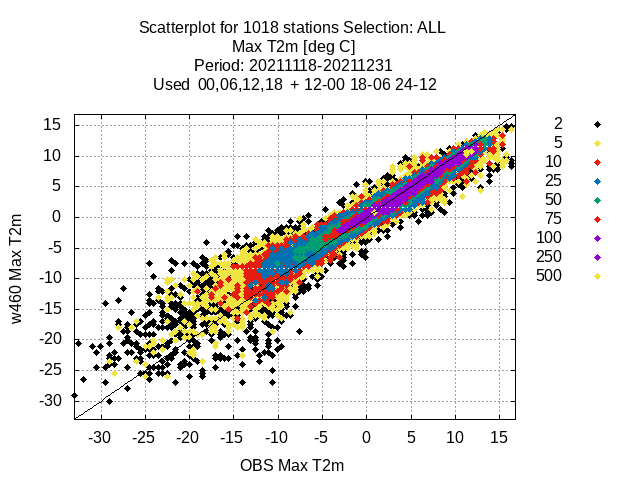 Scatterplot for 1018 stations Selection: ALL
Max T2m [deg C]
Period: 20211118-20211231
Used 00,06,12,18 + 12-00 18-06 24-12
15
10
5
0
-5
-10
-15
-20
-25
-30
w460 Max T2m
-30 -25 -20 -15 -10 -5 0 5 10 15
OBS Max T2m
2
5
10
25
50
75
100
250
500